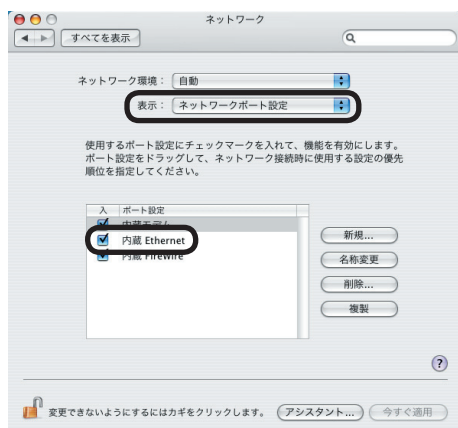 ネットワーク
すべてを表示
ネットワーク環境： 自動
表示： ネットワークポート設定
使用するポート設定にチェックマークを入れて、機能を有効にします。
ポート設定をドラッグして、ネットワーク接続時に使用する設定の優先
順位を指定してください。
入 ポート設定
内蔵モデム
内蔵 Ethernet
内蔵 FireWire
新規...
名称変更
削除...
複製
?
変更できないようにするにはカギをクリックします。
アシスタント...
今すぐ適用